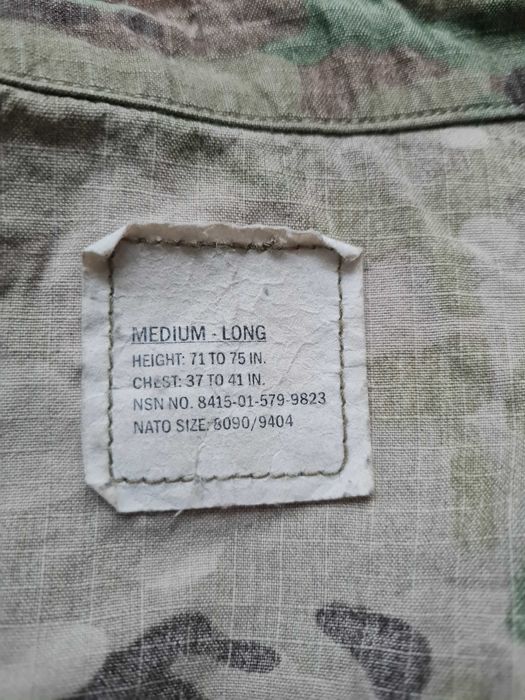 MEDIUM - LONG
HEIGHT: 71 TO 75 IN.
CHEST: 37 TO 41 IN.
NSN NO. 8415-01-579-9823
NATO SIZE: 8090/9404